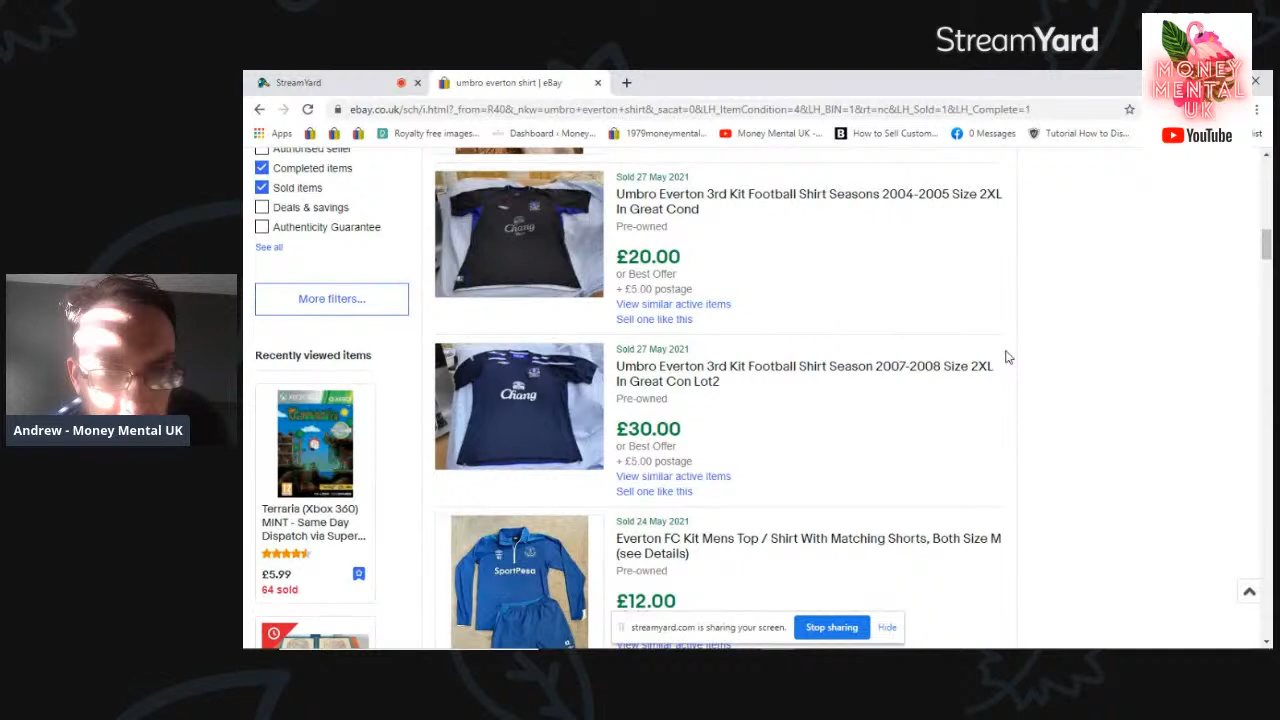 StreamYard
MONEY
MENTAL
UK
YouTube
StreamYard
umbro everton shirt | eBay
ebay.co.uk/sch/i.html?_from=R40&_nkw=umbro+everton+shirt&_sacat=0&LH_ItemCondition=4&LH_BIN=1&rt=nc&LH_Sold=1&LH_Complete=1
Apps
Royalty free images...
Dashboard ‹ Money...
1979moneymental...
Money Mental UK -...
How to Sell Custom...
0 Messages
Tutorial How to Dis...
Authorised seller
Completed items
Sold items
Deals & savings
Authenticity Guarantee
See all
More filters...
Recently viewed items
Terraria (Xbox 360)
MINT - Same Day
Dispatch via Super...
£5.99
64 sold
Sold 27 May 2021
Umbro Everton 3rd Kit Football Shirt Seasons 2004-2005 Size 2XL
In Great Cond
Pre-owned
£20.00
or Best Offer
+ £5.00 postage
View similar active items
Sell one like this
Chang
Sold 27 May 2021
Umbro Everton 3rd Kit Football Shirt Season 2007-2008 Size 2XL
In Great Con Lot2
Pre-owned
£30.00
or Best Offer
+ £5.00 postage
View similar active items
Sell one like this
Chang
Sold 24 May 2021
Everton FC Kit Mens Top / Shirt With Matching Shorts, Both Size M
(see Details)
Pre-owned
£12.00
SportPesa
streamyard.com is sharing your screen.
Stop sharing
Hide
View similar active items
Andrew - Money Mental UK